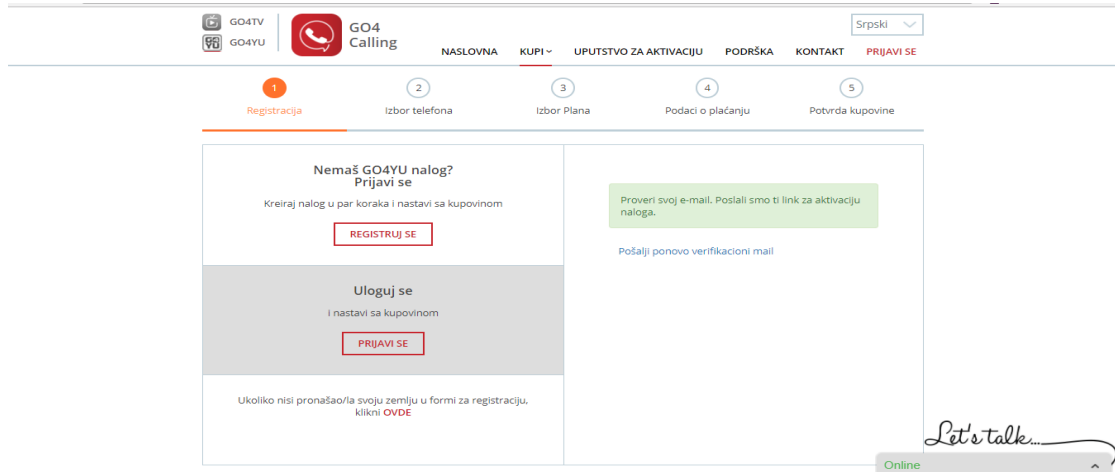 GO4TV
GO4YU
GO4
Calling
Srpski
NASLOVNA KUPI UPUTSTVO ZA AKTIVACIJU PODRŠKA KONTAKT PRIJAVI SE
1 2 3 4 5
Registracija Izbor telefona Izbor Plana Podaci o plaćanju Potvrda kupovine
Nemaš GO4YU nalog?
Prijavi se
Kreiraj nalog u par koraka i nastavi sa kupovinom
REGISTRUJ SE
Uloguj se
i nastavi sa kupovinom
PRIJAVI SE
Ukoliko nisi pronašao/la svoju zemlju u formi za registraciju,
klikni OVDE
Proveri svoj e-mail. Poslali smo ti link za aktivaciju
naloga.
Pošalji ponovo verifikacioni mail
Let's talk...
Online